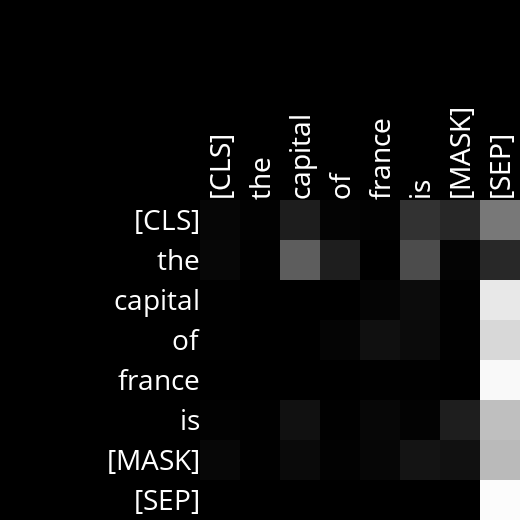 [CLS] the capital of france is [MASK] [SEP]
[CLS]
the
capital
of
france
is
[MASK]
[SEP]